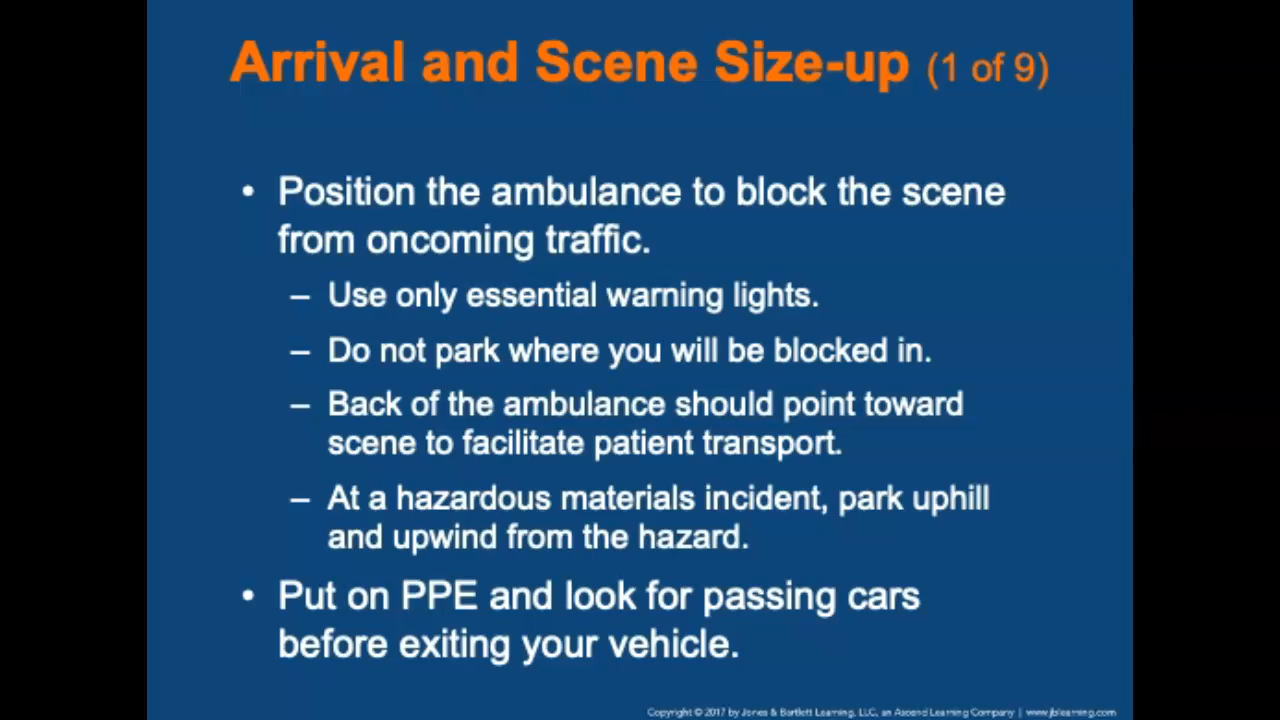 Arrival and Scene Size-up (1 of 9)
• Position the ambulance to block the scene
from oncoming traffic.
– Use only essential warning lights.
– Do not park where you will be blocked in.
– Back of the ambulance should point toward
scene to facilitate patient transport.
– At a hazardous materials incident, park uphill
and upwind from the hazard.
• Put on PPE and look for passing cars
before exiting your vehicle.
Copyright © 2017 by Jones & Bartlett Learning, LLC, an Ascend Learning Company | www.jblearning.com